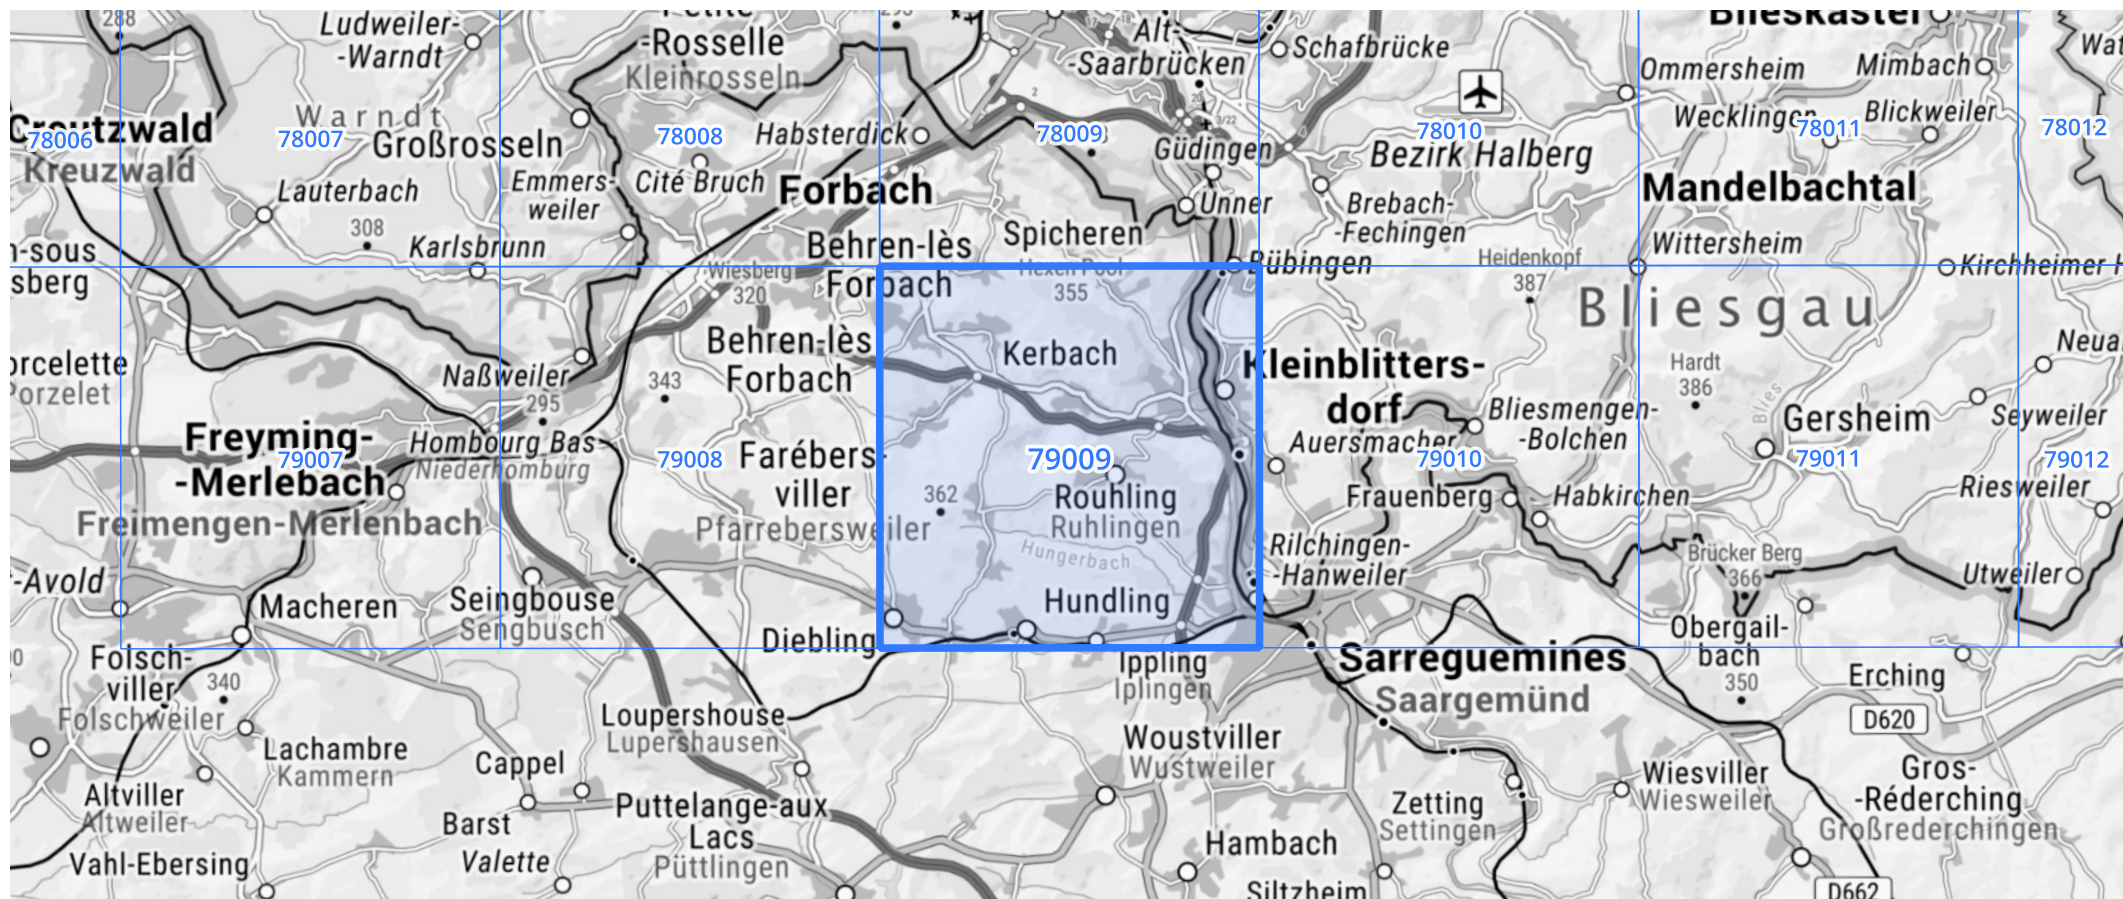 288
Ludweiler-
-Warndt
-Rosselle
Kleinrosseln
Alt-
-Saarbrücken
Schafbrücke
Blieskastel
Ommersheim
Mimbach
Warndt
Creutzwald
78006
Kreuzwald
78007
Großrosseln
78008
Habsterdick
2
78009
20
Güdingen
78010
Bezirk Halberg
Wecklingen
78011
Blickweiler
78012
Lauterbach
308
Karlsbrunn
Emmers-
weiler
Cité Bruch
Forbach
Unner
Brebach-
-Fechingen
Mandelbachtal
Wittersheim
Behren-lès
Forbach
Spicheren
355
Bübingen
Heidenkopf
387
Wiesberg
320
Bliesgau
Behren-lès
Forbach
Kerbach
Kleinblitters-
dorf
Hardt
386
Naßweiler
295
343
Bliesmengen-
-Bolchen
Blies
Gersheim
Seyweiler
Freyming-
-Merlebach
79007
Freimengen-Merlenbach
Hombourg Bas
Niederhomburg
79008
Farébers-
viller
Pfarrebersweiler
362
79009
Rouhling
Ruhlingen
Hungerbach
Auersmacher
79010
Frauenberg
Habkirchen
79011
79012
Riesweiler
Rilchingen-
-Hanweiler
Brücker Berg
366
Utweiler
Macheren
Seingbouse
Sengbusch
Diebling
Hundling
Ippling
Iplingen
Sarreguemines
Saargemünd
Obergail-
bach
350
Erching
D620
Folsch-
viller
340
Folschweiler
Lachambre
Kammern
Loupershouse
Lupershausen
Cappel
Woustviller
Wustweiler
Altviller
Altweiler
Barst
Valette
Puttelange-aux
Lacs
Püttlingen
Hambach
Zetting
Settingen
Wiesviller
Wiesweiler
Gros-
-Réderching
Großrederchingen
Vahl-Ebersing
Siltzheim
D662